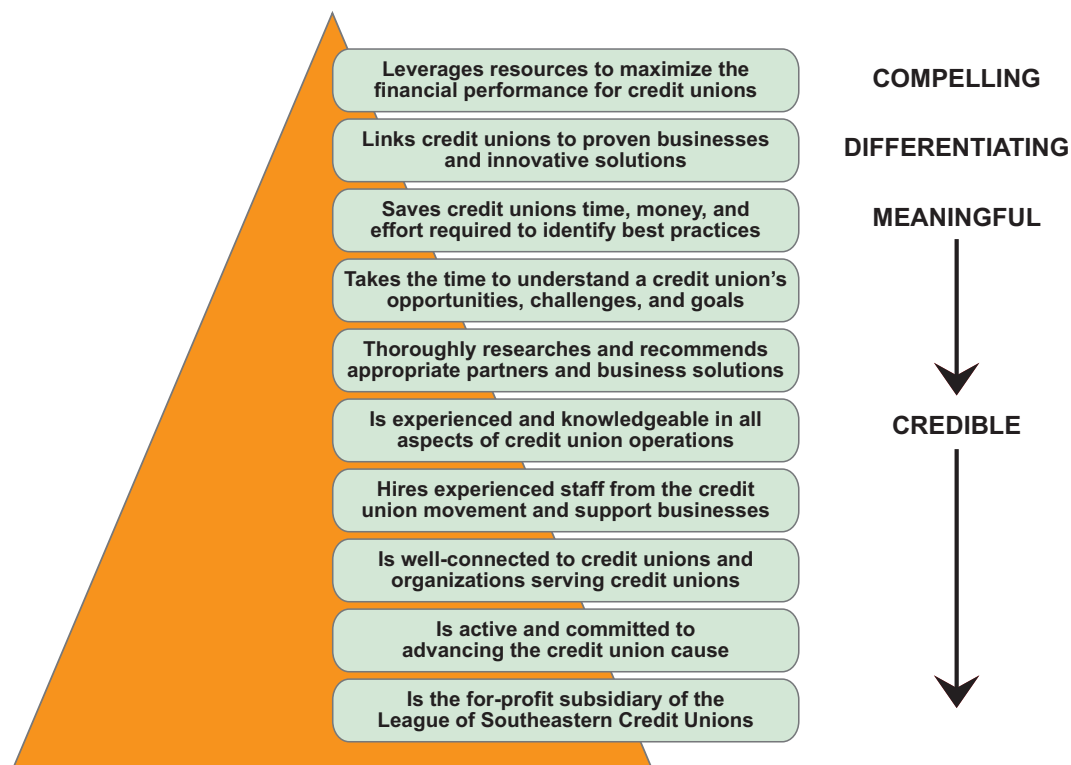 Leverages resources to maximize the
financial performance for credit unions
COMPELLING
Links credit unions to proven businesses
and innovative solutions
DIFFERENTIATING
Saves credit unions time, money, and
effort required to identify best practices
MEANINGFUL
Takes the time to understand a credit union’s
opportunities, challenges, and goals
Thoroughly researches and recommends
appropriate partners and business solutions
Is experienced and knowledgeable in all
aspects of credit union operations
CREDIBLE
Hires experienced staff from the credit
union movement and support businesses
Is well-connected to credit unions and
organizations serving credit unions
Is active and committed to
advancing the credit union cause
Is the for-profit subsidiary of the
League of Southeastern Credit Unions